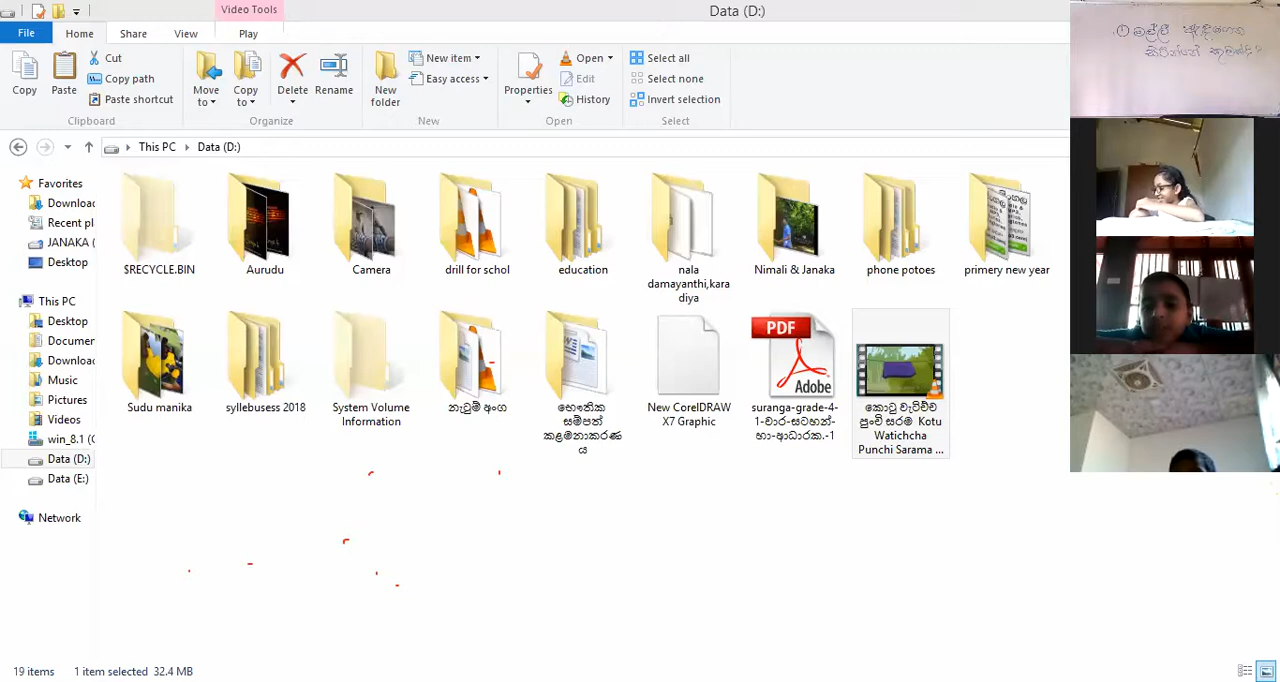 Video Tools
Data (D:)
File
Home
Share
View
Play
Copy
Paste
Cut
Copy path
Paste shortcut
Clipboard
Move to
Copy to
Delete
Rename
Organize
New folder
New item
Easy access
New
Properties
Open
Edit
History
Open
Select all
Select none
Invert selection
Select
This PC
Data (D:)
Favorites
Downloac
Recent pl
JANAKA (
Desktop
This PC
Desktop
Documen
Downloac
Music
Pictures
Videos
win_8.1 (C
Data (D:)
Data (E:)
Network
$RECYCLE.BIN
Aurudu
Camera
drill for schol
education
nala
damayanthi,kara
diya
Nimali & Janaka
phone potoes
primery new year
Sudu manika
syllebusess 2018
System Volume
Information
නැටුම් අංග
භෞතික
සම්පත්
කළමනාකරණ
ය
New CorelDRAW
X7 Graphic
PDF
Adobe
suranga-grade-4-
1-වාර-සටහන්-
හා-ආධාරක.-1
කොටු වැටිච්ච
පුංචි සරම Kotu
Watichcha
Punchi Sarama ...
19 items
1 item selected 32.4 MB
① මල්ලී ඇඳගෙන